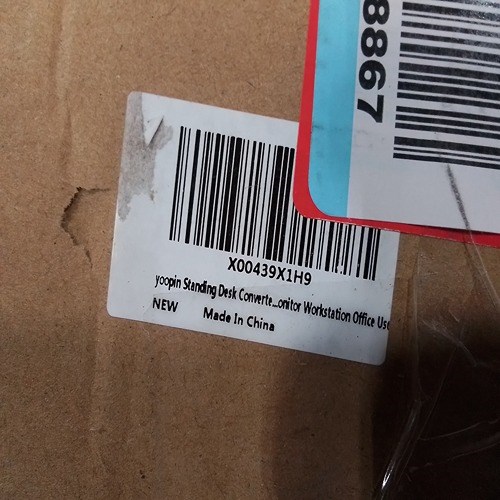 8867
X00439X1H9
yoopin Standing Desk Converte...onitor Workstation Office Use
NEW
Made In China